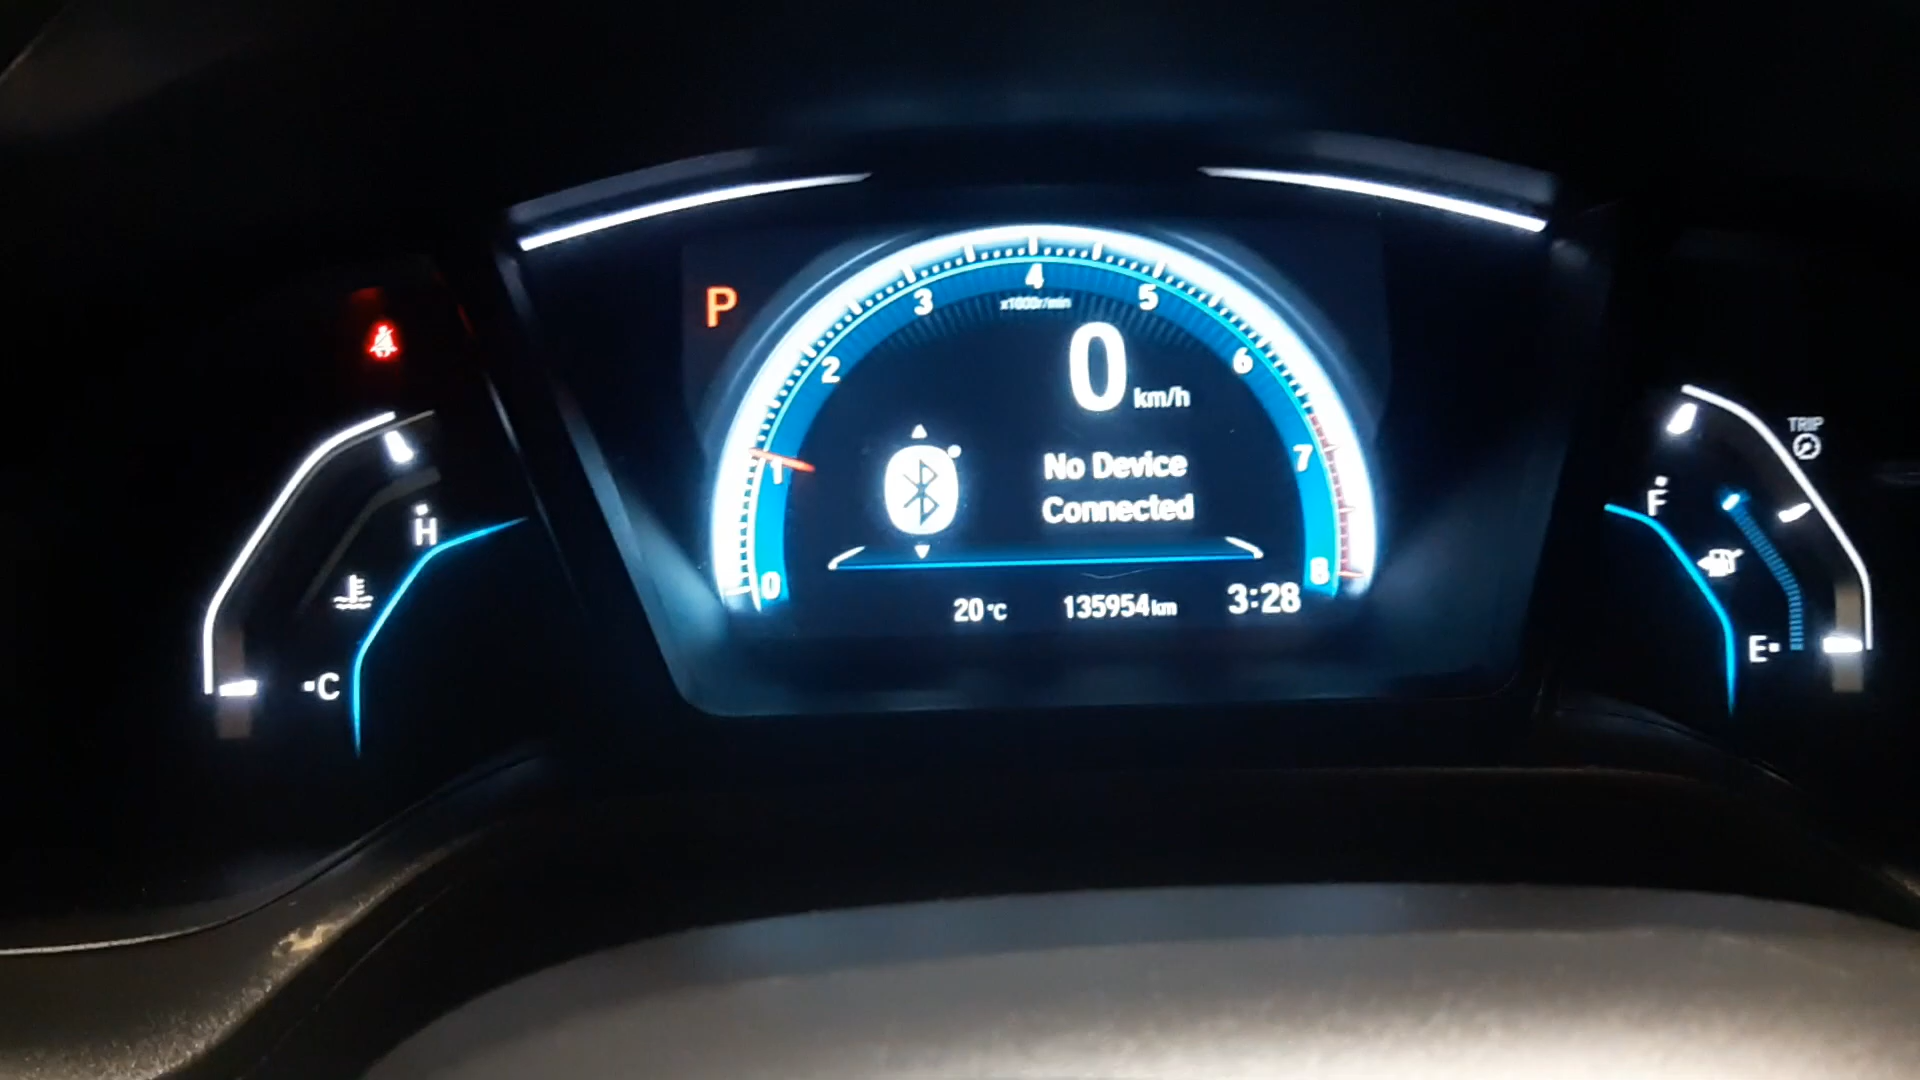 P
0
1
2
3
4
5
6
7
8
x1000r/min
0 km/h
No Device
Connected
20°C
135954km
3:28
H
C
TRIP
F
E